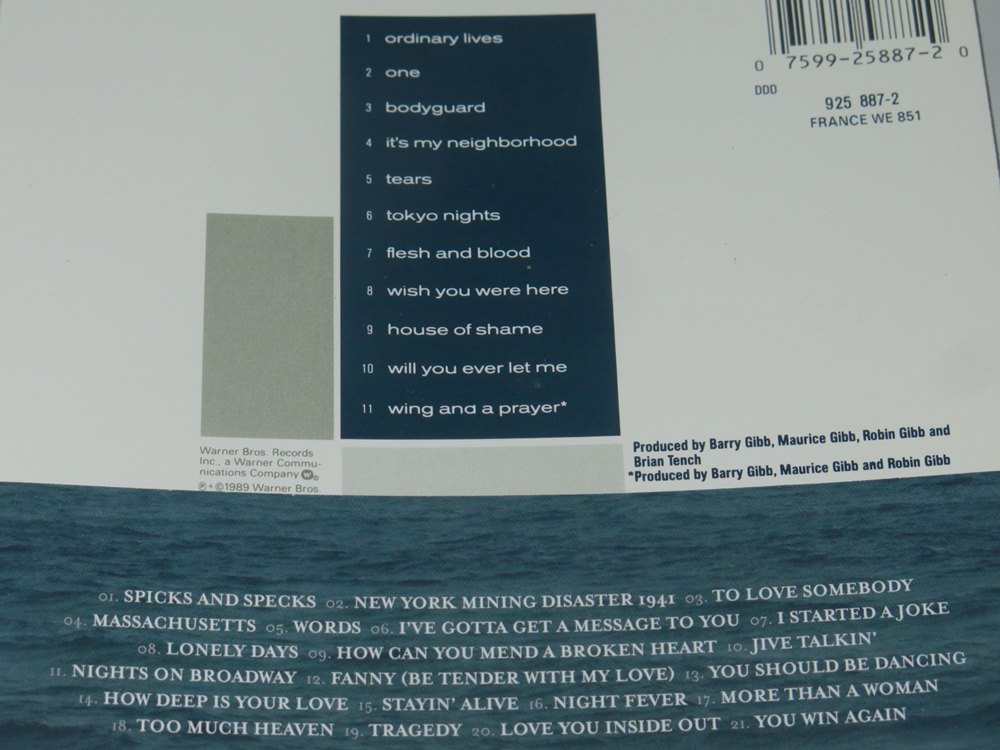 1 ordinary lives
2 one
3 bodyguard
4 it's my neighborhood
5 tears
6 tokyo nights
7 flesh and blood
8 wish you were here
9 house of shame
10 will you ever let me
11 wing and a prayer*
0 7599-25887-2 0
DDD
925 887-2
FRANCE WE 851
Warner Bros. Records
Inc., a Warner Commu-
nications Company
℗+©1989 Warner Bros
Produced by Barry Gibb, Maurice Gibb, Robin Gibb and
Brian Tench
*Produced by Barry Gibb, Maurice Gibb and Robin Gibb
01. SPICKS AND SPECKS 02. NEW YORK MINING DISASTER 1941 03. TO LOVE SOMEBODY
04. MASSACHUSETTS 05. WORDS 06. I'VE GOTTA GET A MESSAGE TO YOU 07. I STARTED A JOKE
08. LONELY DAYS 09. HOW CAN YOU MEND A BROKEN HEART 10. JIVE TALKIN'
11. NIGHTS ON BROADWAY 12. FANNY (BE TENDER WITH MY LOVE) 13. YOU SHOULD BE DANCING
14. HOW DEEP IS YOUR LOVE 15. STAYIN' ALIVE 16. NIGHT FEVER 17. MORE THAN A WOMAN
18. TOO MUCH HEAVEN 19. TRAGEDY 20. LOVE YOU INSIDE OUT 21. YOU WIN AGAIN